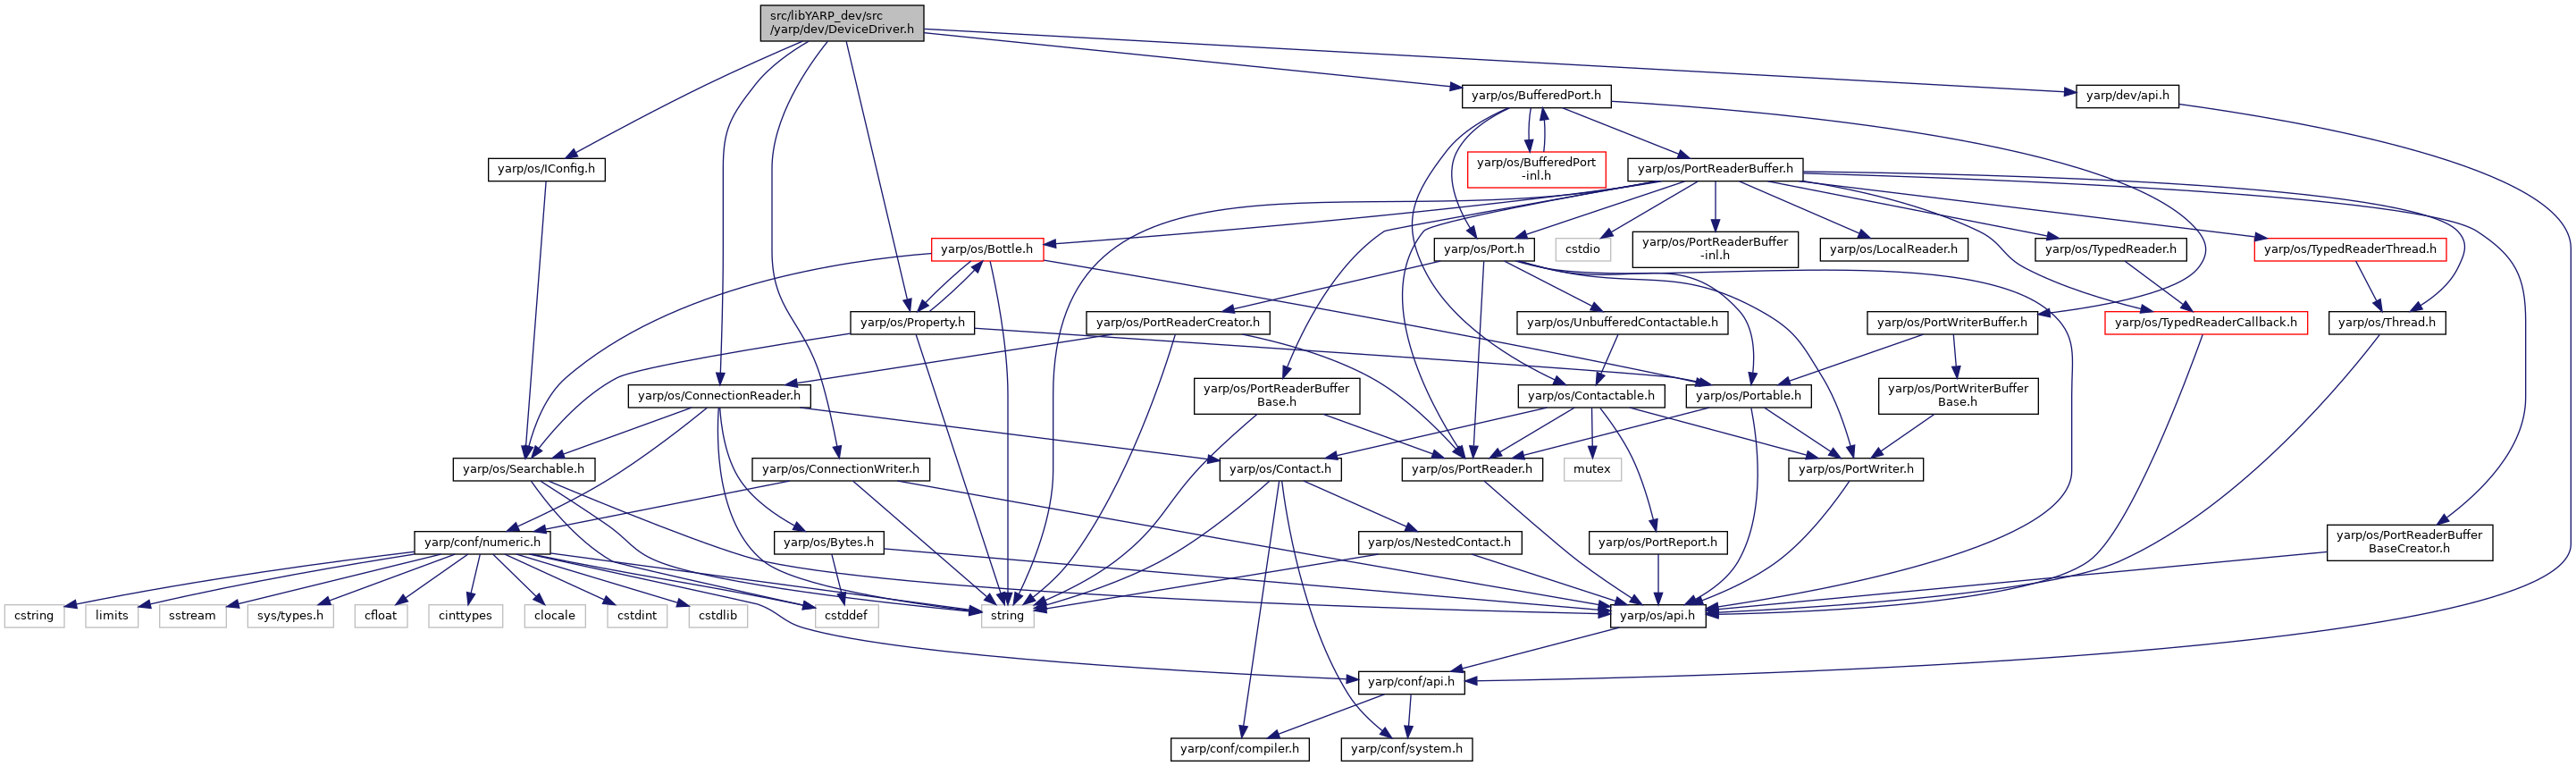 src/libYARP_dev/src
/yarp/dev/DeviceDriver.h
yarp/os/BufferedPort.h
yarp/dev/api.h
yarp/os/IConfig.h
yarp/os/BufferedPort
-inl.h
yarp/os/PortReaderBuffer.h
yarp/os/Bottle.h
yarp/os/Port.h
cstdio
yarp/os/PortReaderBuffer
-inl.h
yarp/os/LocalReader.h
yarp/os/TypedReader.h
yarp/os/TypedReaderThread.h
yarp/os/Property.h
yarp/os/PortReaderCreator.h
yarp/os/UnbufferedContactable.h
yarp/os/PortWriterBuffer.h
yarp/os/TypedReaderCallback.h
yarp/os/Thread.h
yarp/os/ConnectionReader.h
yarp/os/PortReaderBuffer
Base.h
yarp/os/Contactable.h
yarp/os/Portable.h
yarp/os/PortWriterBuffer
Base.h
yarp/os/Searchable.h
yarp/os/ConnectionWriter.h
yarp/os/Contact.h
yarp/os/PortReader.h
mutex
yarp/os/PortWriter.h
yarp/conf/numeric.h
yarp/os/Bytes.h
yarp/os/NestedContact.h
yarp/os/PortReport.h
yarp/os/PortReaderBuffer
BaseCreator.h
cstring
limits
sstream
sys/types.h
cfloat
cinttypes
clocale
cstdint
cstdlib
cstddef
string
yarp/os/api.h
yarp/conf/api.h
yarp/conf/compiler.h
yarp/conf/system.h